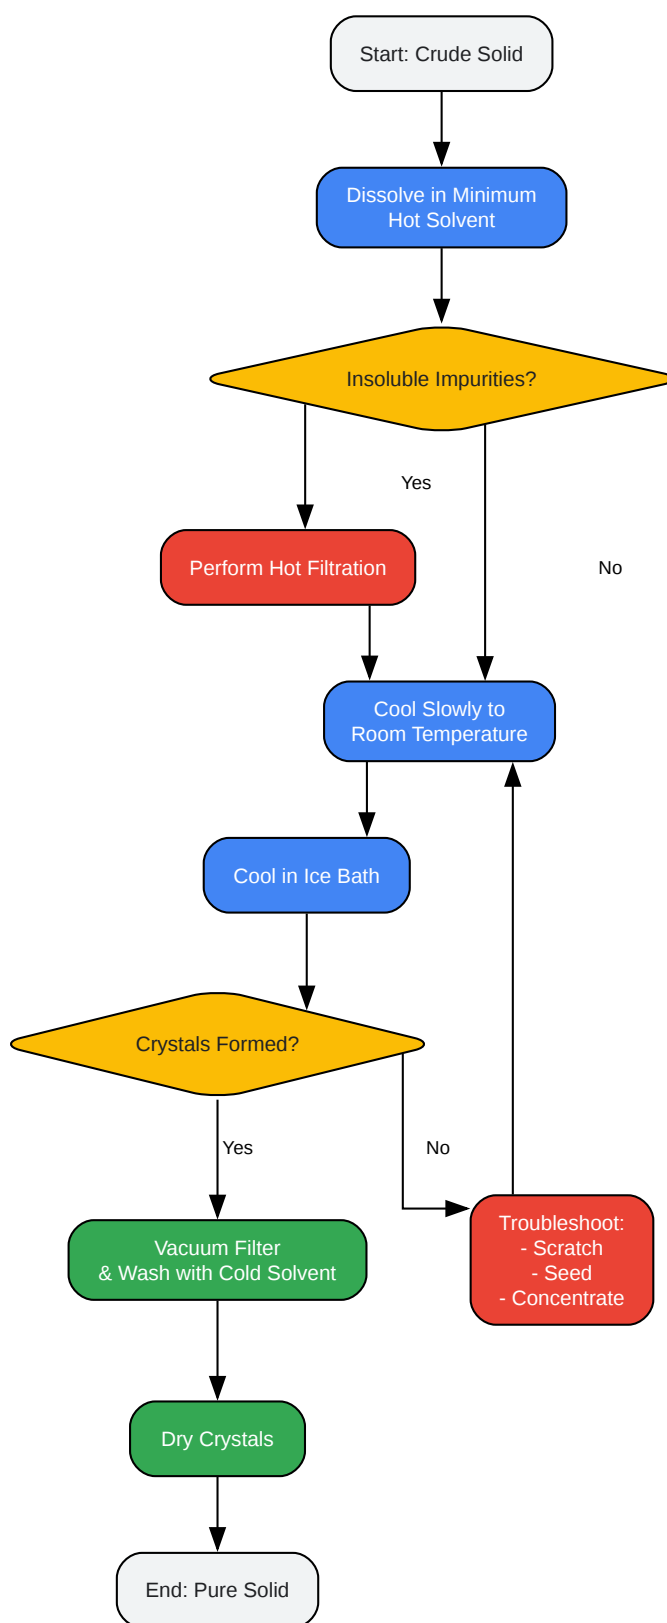 Start: Crude Solid
Dissolve in Minimum
Hot Solvent
Insoluble Impurities?
Yes
Perform Hot Filtration
No
Cool Slowly to
Room Temperature
Cool in Ice Bath
Crystals Formed?
Yes
No
Vacuum Filter
& Wash with Cold Solvent
Troubleshoot:
- Scratch
- Seed
- Concentrate
Dry Crystals
End: Pure Solid